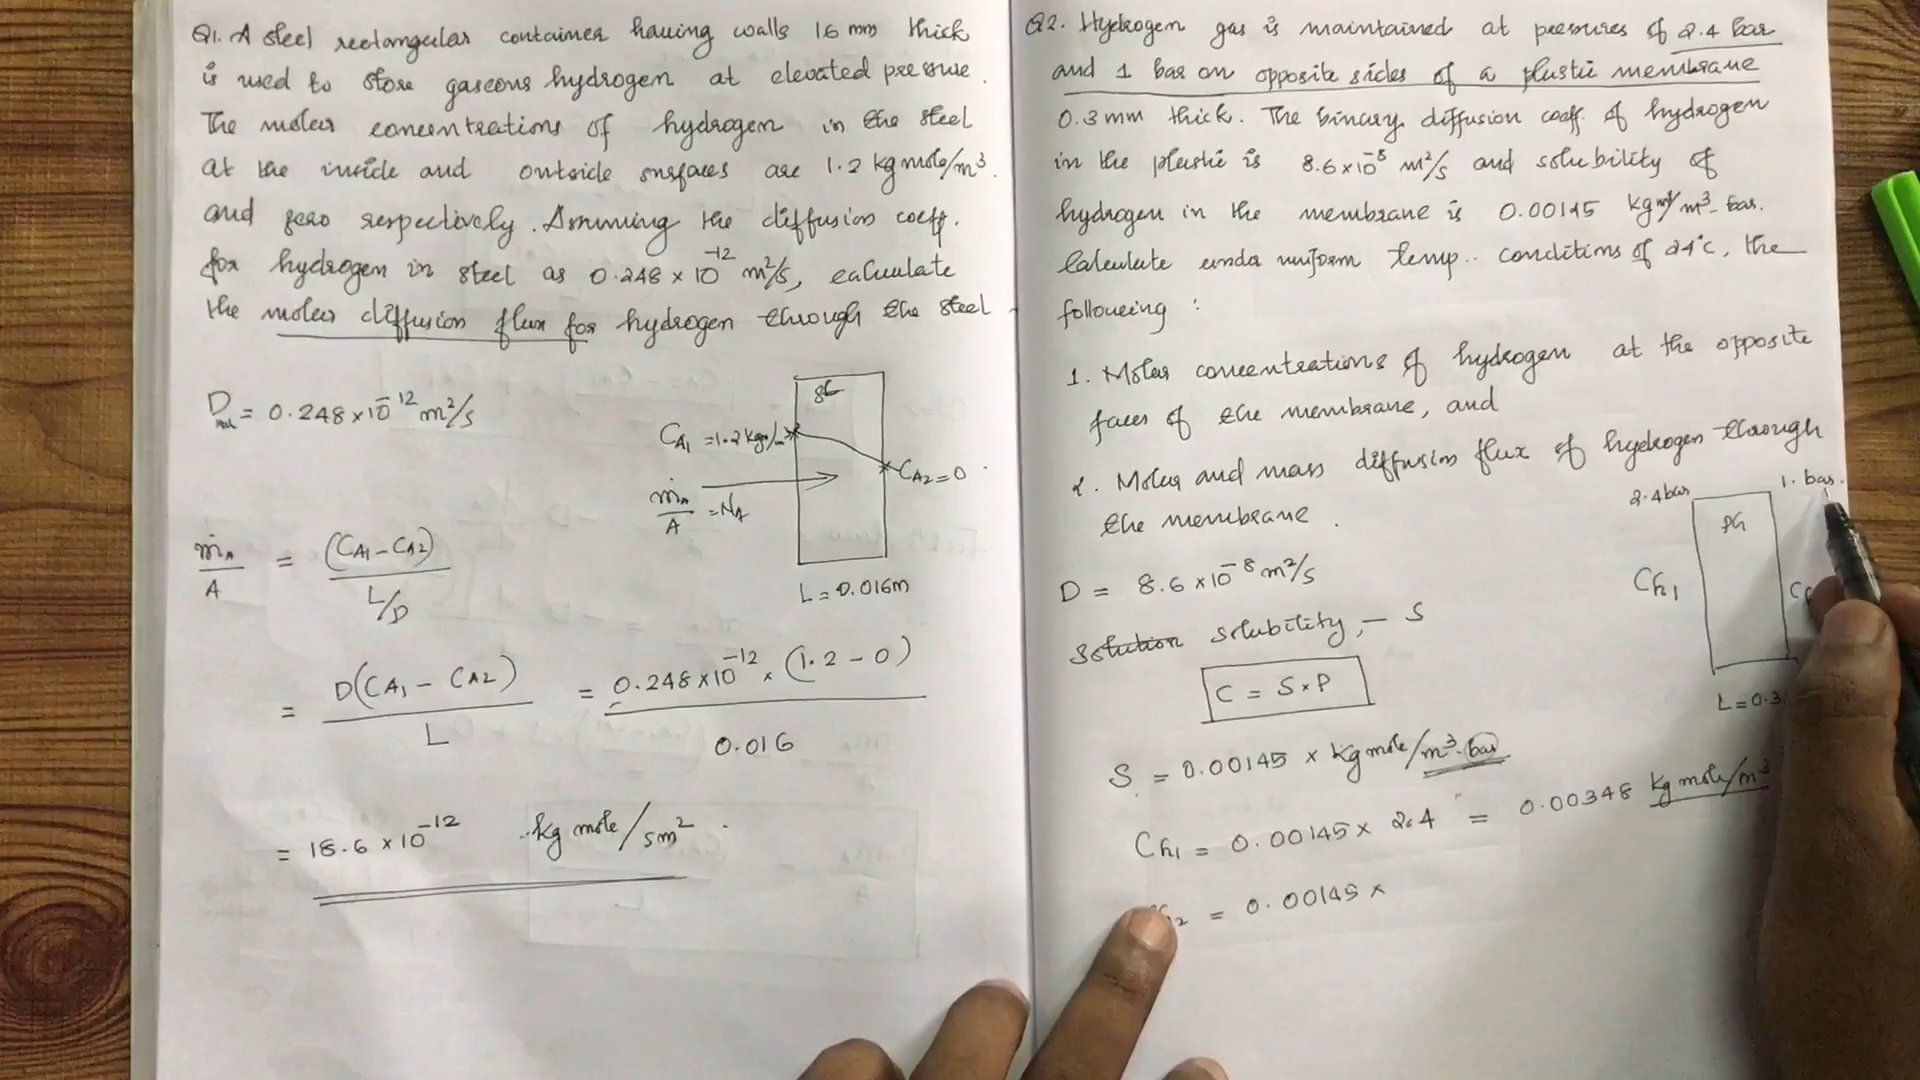 Q1. A steel rectangular container having walls 16 mm thick
is used to store gaseous hydrogen at elevated pressure.
The molar concentrations of hydrogen in the steel
at the inside and outside surfaces are 1.2 kg mole/m³.
and zero respectively. Assuming the diffusion coeff.
for hydrogen in steel as 0.248 × 10⁻¹² m²/s, calculate
the molar diffusion flux for hydrogen through the steel
D = 0.248×10⁻¹² m²/s
St
CA₁ = 1.2 kgm/m³
CA2 = 0
ṁA/A = NA
L = 0.016m
ṁA/A = (CA₁ - CA2) / L/D
= D(CA₁ - CA2) / L = 0.248×10⁻¹² × (1.2 - 0) / 0.016
= 18.6 × 10⁻¹² kg mole/sm².
Q2. Hydrogen gas is maintained at pressures of 2.4 bar
and 1 bar on opposite sides of a plastic membrane
0.3 mm thick. The binary diffusion coeff. of hydrogen
in the plastic is 8.6×10⁻⁸ m²/s and solubility of
hydrogen in the membrane is 0.00145 kg m³-bar.
Calculate under uniform temp.. conditions of 24°c, the
following :
1. Molar concentrations of hydrogen at the opposite
faces of the membrane, and
2. Molar and mass diffusion flux of hydrogen through
the membrane.
2.4bar
1. bar.
Ch₁
L = 0.3
D = 8.6 ×10⁻⁸ m²/s
solution solubility, - S
C = S×P
S = 0.00145 × kg mole/m³.bar
Ch₁ = 0.00145 × 2.4 = 0.00348 kg mole/m³
= 0.00145 ×